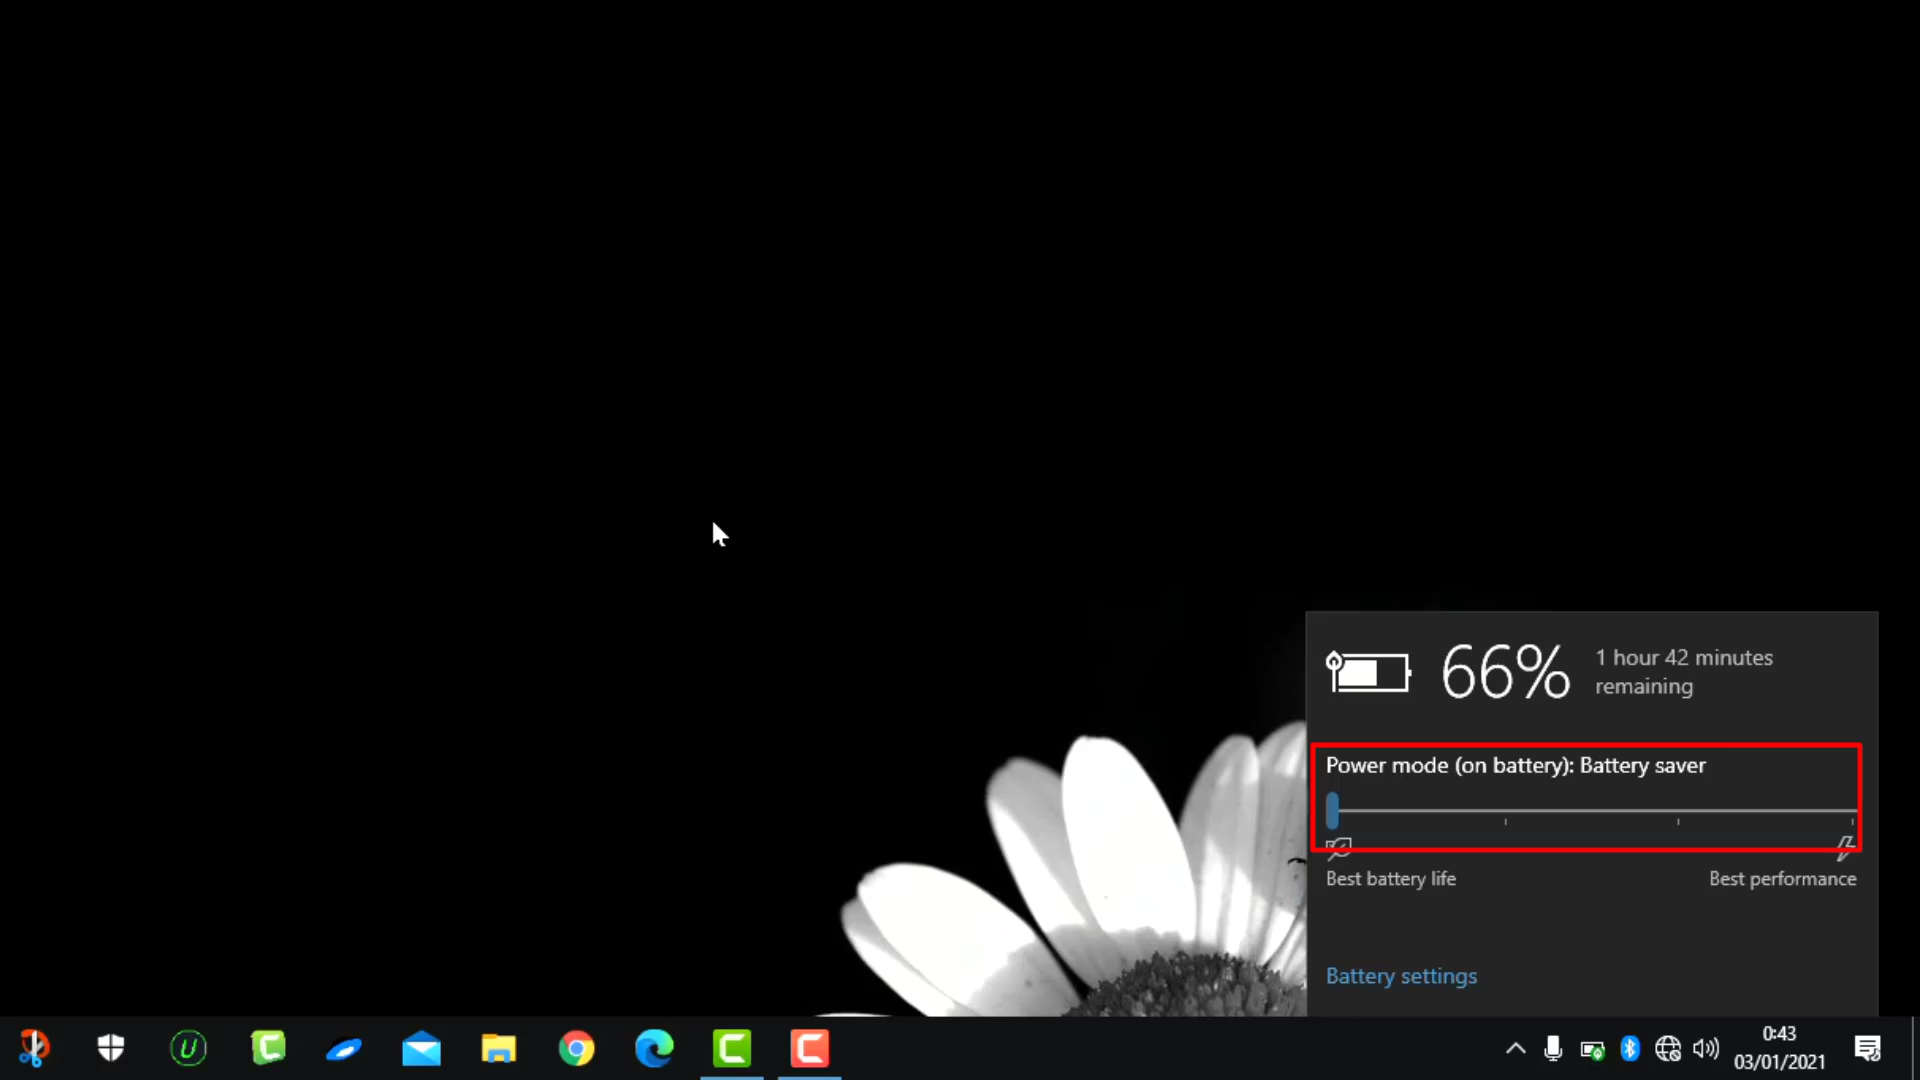 66%
1 hour 42 minutes
remaining
Power mode (on battery): Battery saver
Best battery life
Best performance
Battery settings
0:43
03/01/2021